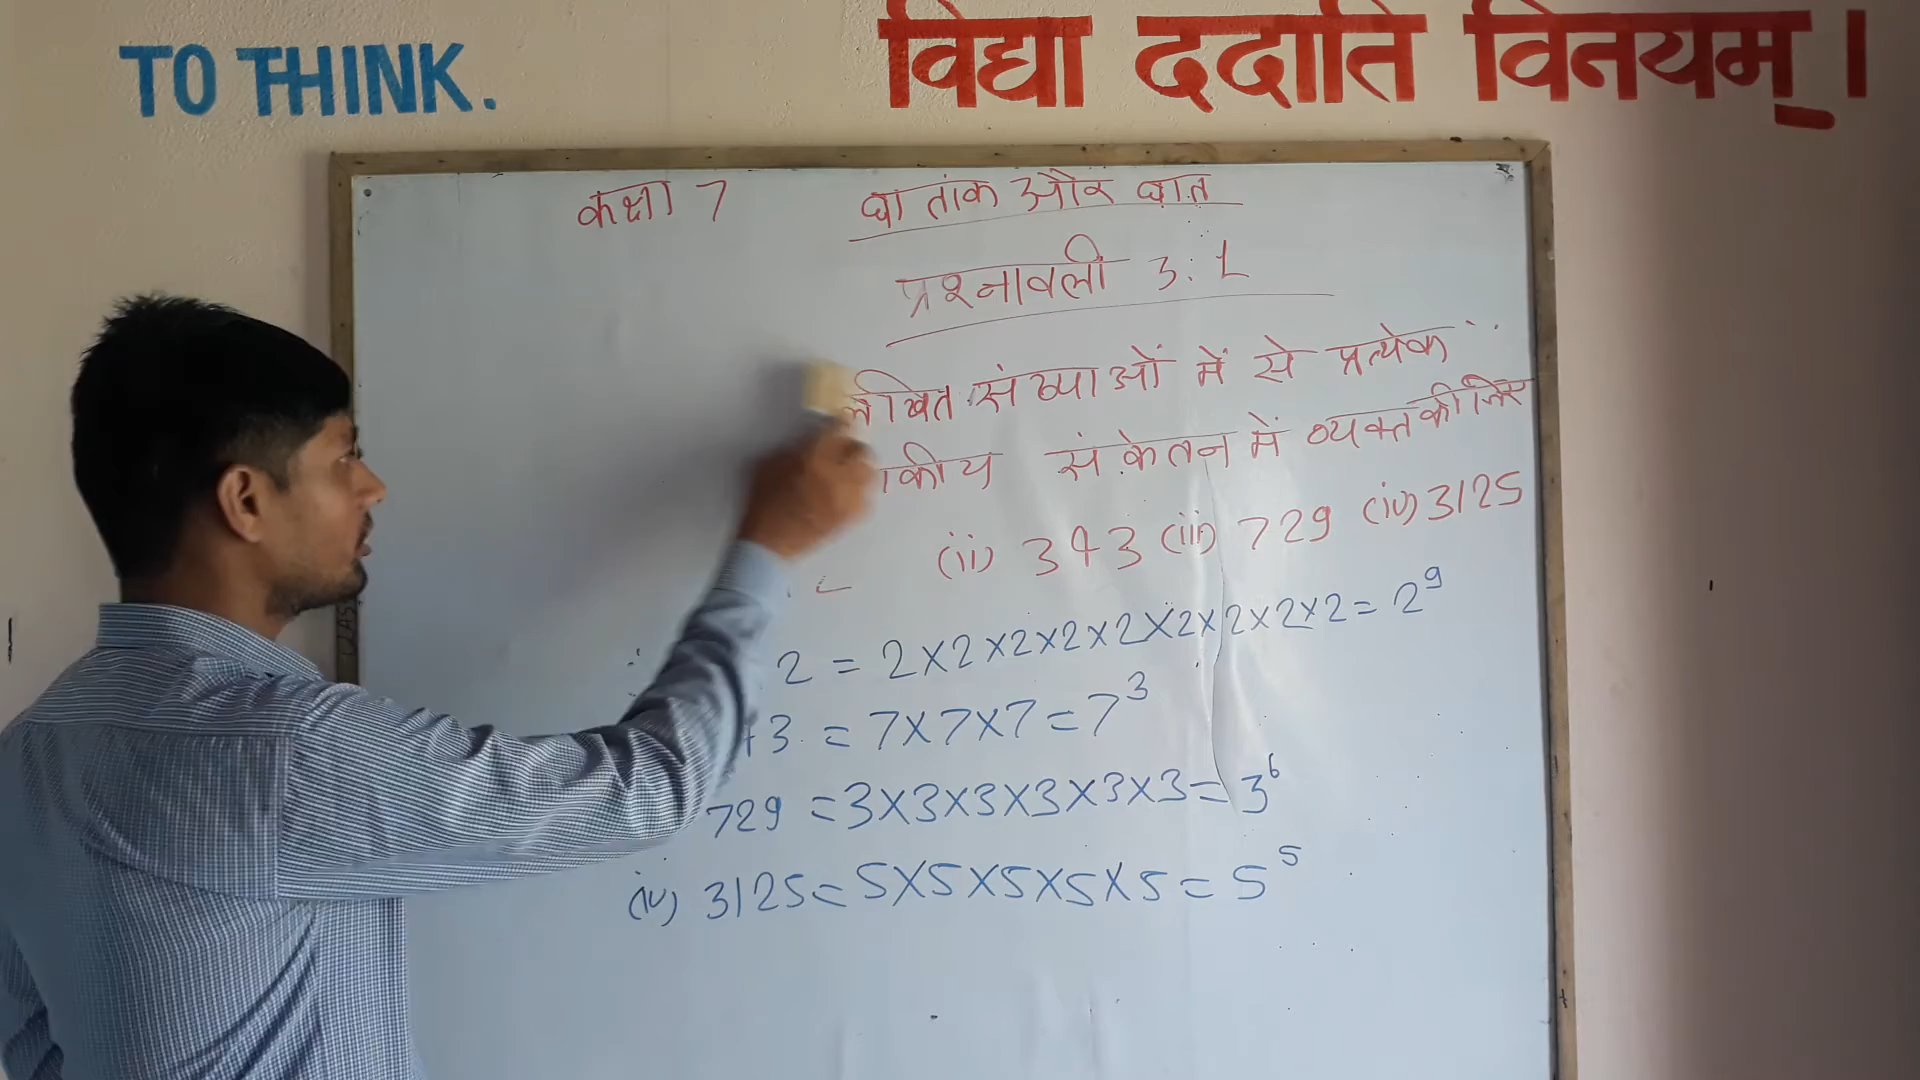 TO THINK.
विद्या ददाति विनयम् ।
कक्षा 7 घातांक और घात
प्रश्नावली 3:1
लिखित संख्याओं में से प्रत्येक
कीय संकेतन में व्यक्त कीजिए
(ii) 343 (iii) 729 (iv) 3125
2 = 2×2×2×2×2×2×2×2×2 = 2⁹
3 = 7×7×7 = 7³
729 = 3×3×3×3×3×3 = 3⁶
(iv) 3125 = 5×5×5×5×5 = 5⁵